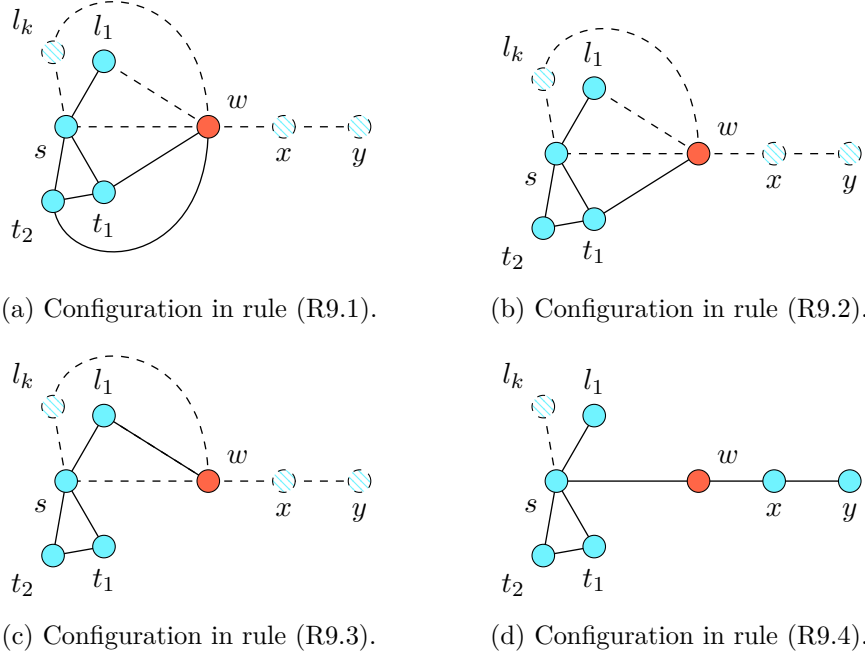 l_k
l_1
w
s
x
y
t_2
t_1
(a) Configuration in rule (R9.1).
l_k
l_1
w
s
x
y
t_2
t_1
(b) Configuration in rule (R9.2).
l_k
l_1
w
s
x
y
t_2
t_1
(c) Configuration in rule (R9.3).
l_k
l_1
w
s
x
y
t_2
t_1
(d) Configuration in rule (R9.4).